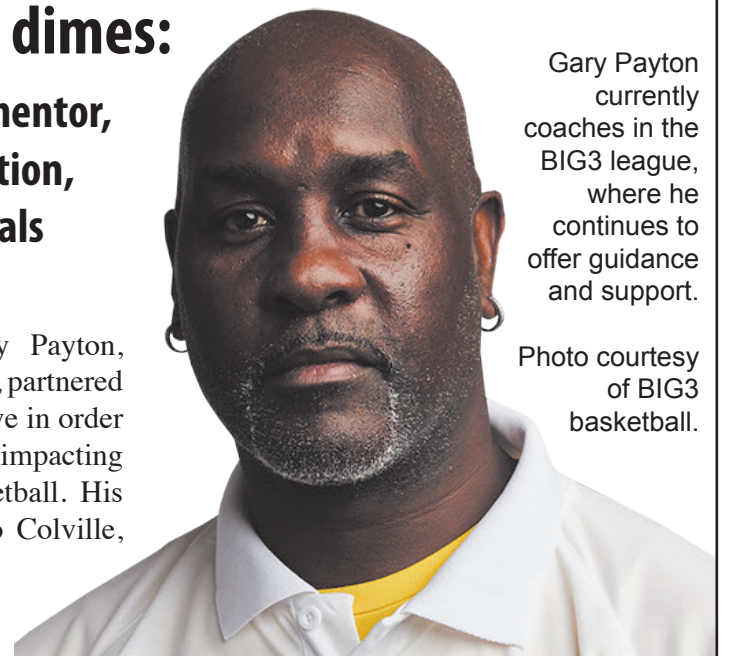 dimes:
mentor,
tion,
als
y Payton,
, partnered
ve in order
impacting
etball. His
o Colville,
Gary Payton
currently
coaches in the
BIG3 league,
where he
continues to
offer guidance
and support.
Photo courtesy
of BIG3
basketball.